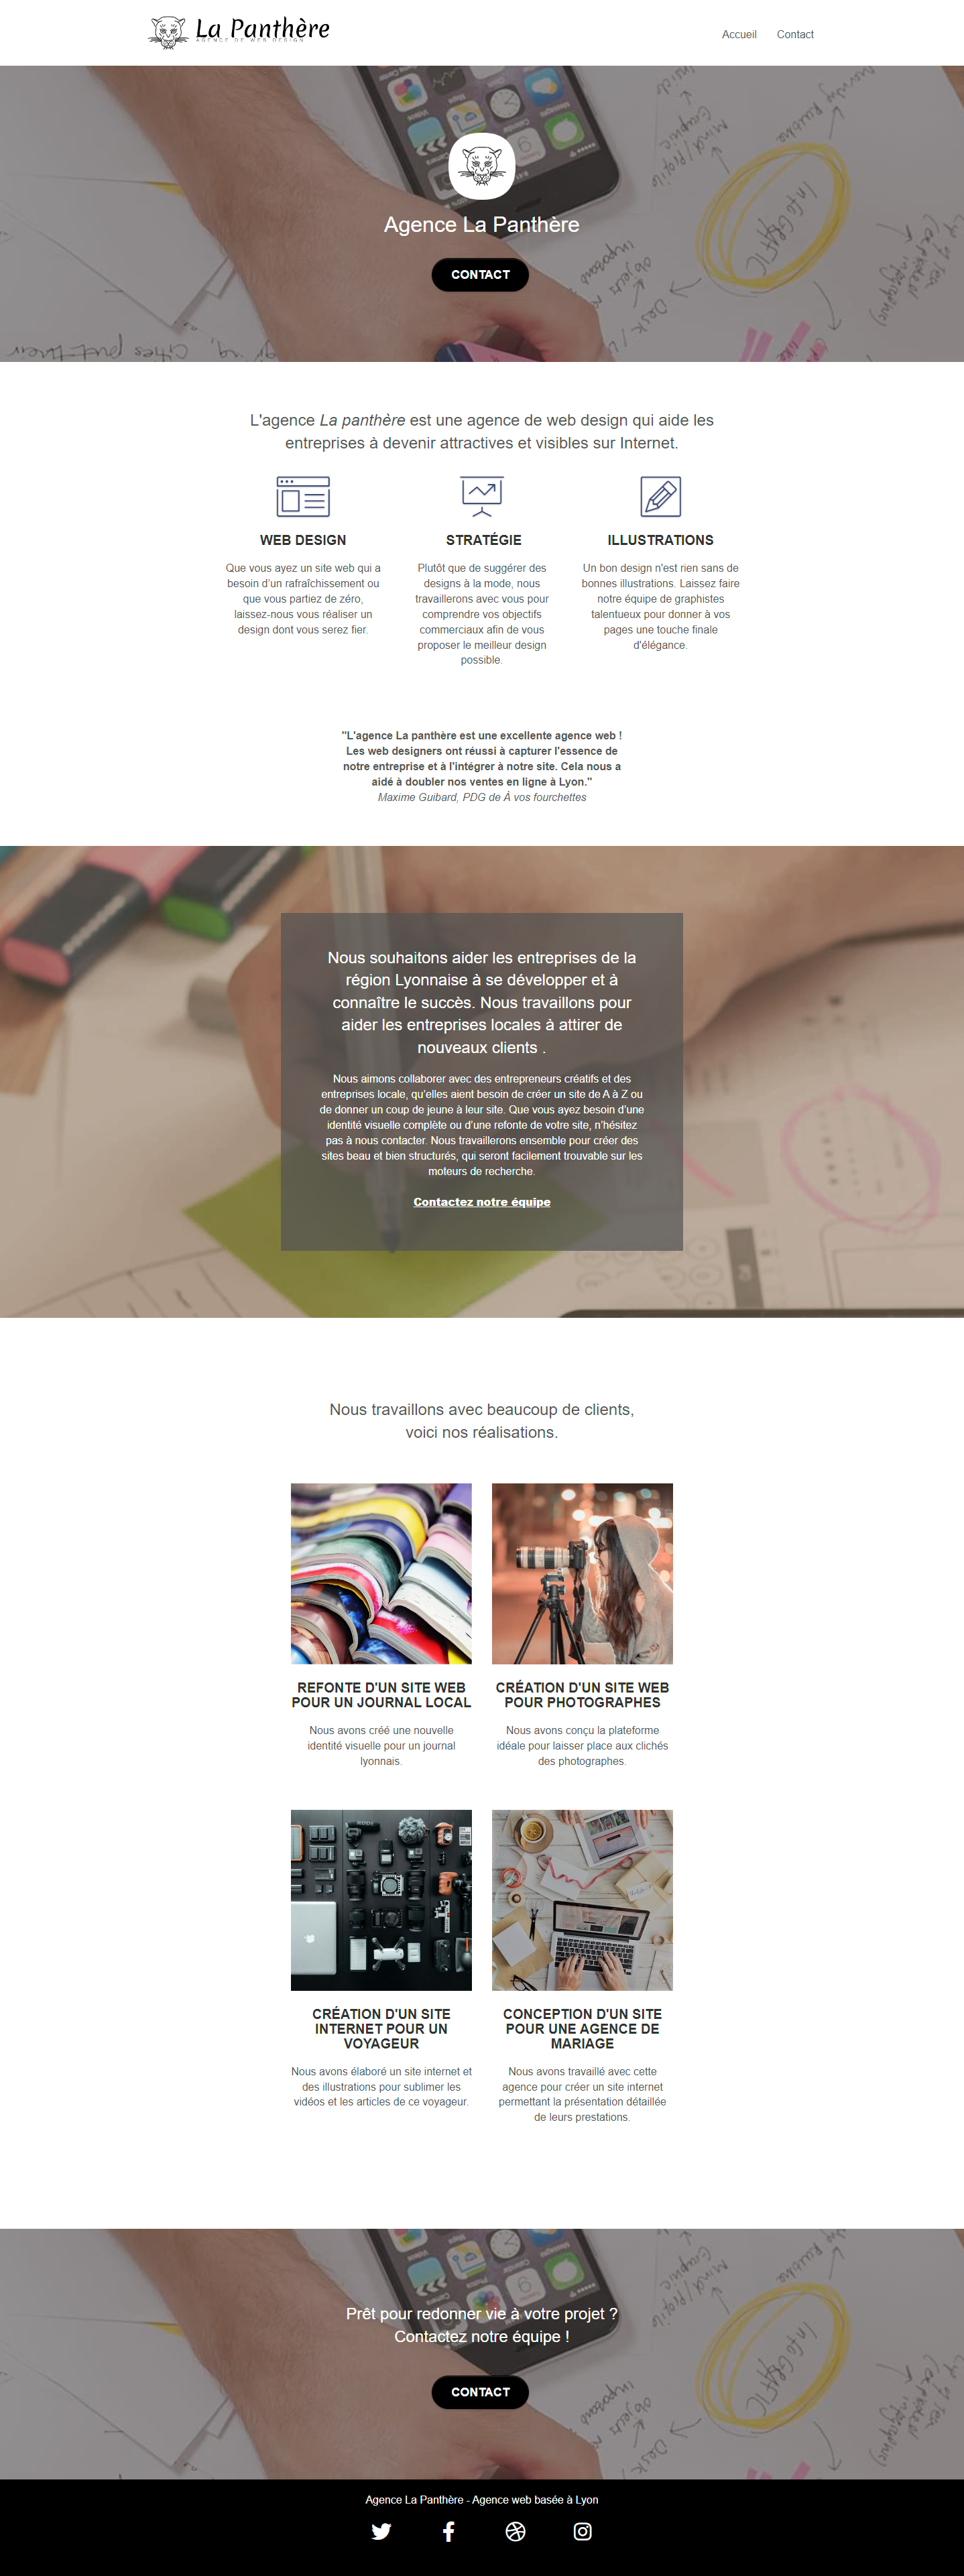 La Panthère
AGENCE DE WEB DESIGN
Accueil Contact
Agence La Panthère
CONTACT
L'agence La panthère est une agence de web design qui aide les
entreprises à devenir attractives et visibles sur Internet.
WEB DESIGN
Que vous ayez un site web qui a
besoin d’un rafraîchissement ou
que vous partiez de zéro,
laissez-nous vous réaliser un
design dont vous serez fier.
STRATÉGIE
Plutôt que de suggérer des
designs à la mode, nous
travaillerons avec vous pour
comprendre vos objectifs
commerciaux afin de vous
proposer le meilleur design
possible.
ILLUSTRATIONS
Un bon design n'est rien sans de
bonnes illustrations. Laissez faire
notre équipe de graphistes
talentueux pour donner à vos
pages une touche finale
d'élégance.
"L'agence La panthère est une excellente agence web !
Les web designers ont réussi à capturer l'essence de
notre entreprise et à l'intégrer à notre site. Cela nous a
aidé à doubler nos ventes en ligne à Lyon."
Maxime Guibard, PDG de À vos fourchettes
Nous souhaitons aider les entreprises de la
région Lyonnaise à se développer et à
connaître le succès. Nous travaillons pour
aider les entreprises locales à attirer de
nouveaux clients .
Nous aimons collaborer avec des entrepreneurs créatifs et des
entreprises locale, qu’elles aient besoin de créer un site de A à Z ou
de donner un coup de jeune à leur site. Que vous ayez besoin d’une
identité visuelle complète ou d’une refonte de votre site, n’hésitez
pas à nous contacter. Nous travaillerons ensemble pour créer des
sites beau et bien structurés, qui seront facilement trouvable sur les
moteurs de recherche.
Contactez notre équipe
Nous travaillons avec beaucoup de clients,
voici nos réalisations.
REFONTE D'UN SITE WEB
POUR UN JOURNAL LOCAL
Nous avons créé une nouvelle
identité visuelle pour un journal
lyonnais.
CRÉATION D'UN SITE WEB
POUR PHOTOGRAPHES
Nous avons conçu la plateforme
idéale pour laisser place aux clichés
des photographes.
CRÉATION D'UN SITE
INTERNET POUR UN
VOYAGEUR
Nous avons élaboré un site internet et
des illustrations pour sublimer les
vidéos et les articles de ce voyageur.
CONCEPTION D'UN SITE
POUR UNE AGENCE DE
MARIAGE
Nous avons travaillé avec cette
agence pour créer un site internet
permettant la présentation détaillée
de leurs prestations.
Prêt pour redonner vie à votre projet ?
Contactez notre équipe !
CONTACT
Agence La Panthère - Agence web basée à Lyon